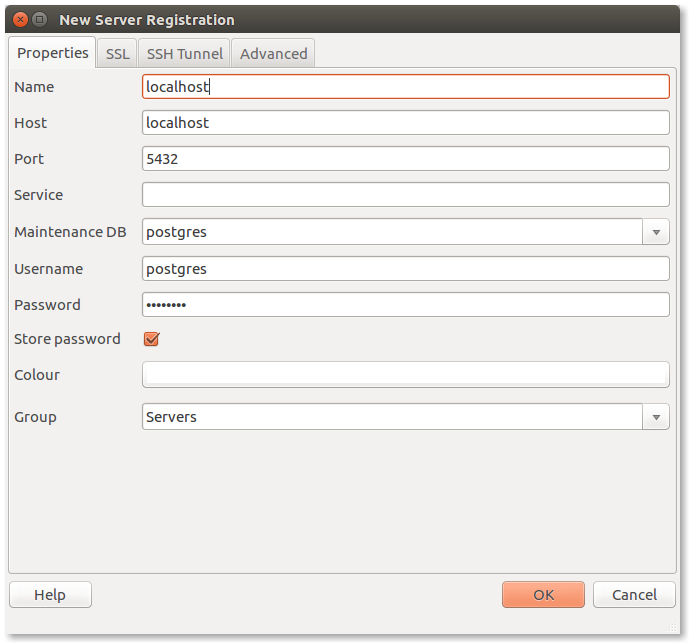 New Server Registration
Properties SSL SSH Tunnel Advanced
Name localhost
Host localhost
Port 5432
Service
Maintenance DB postgres
Username postgres
Password ••••••••
Store password
Colour
Group Servers
Help OK Cancel